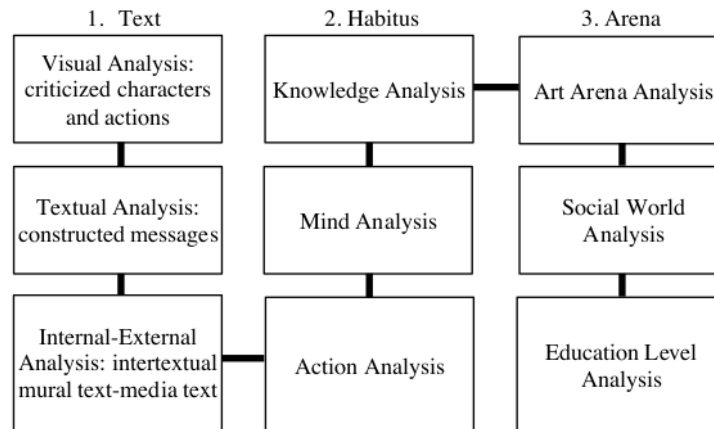 1. Text
Visual Analysis:
criticized characters
and actions
Textual Analysis:
constructed messages
Internal-External
Analysis: intertextual
mural text-media text
2. Habitus
Knowledge Analysis
Mind Analysis
Action Analysis
3. Arena
Art Arena Analysis
Social World
Analysis
Education Level
Analysis